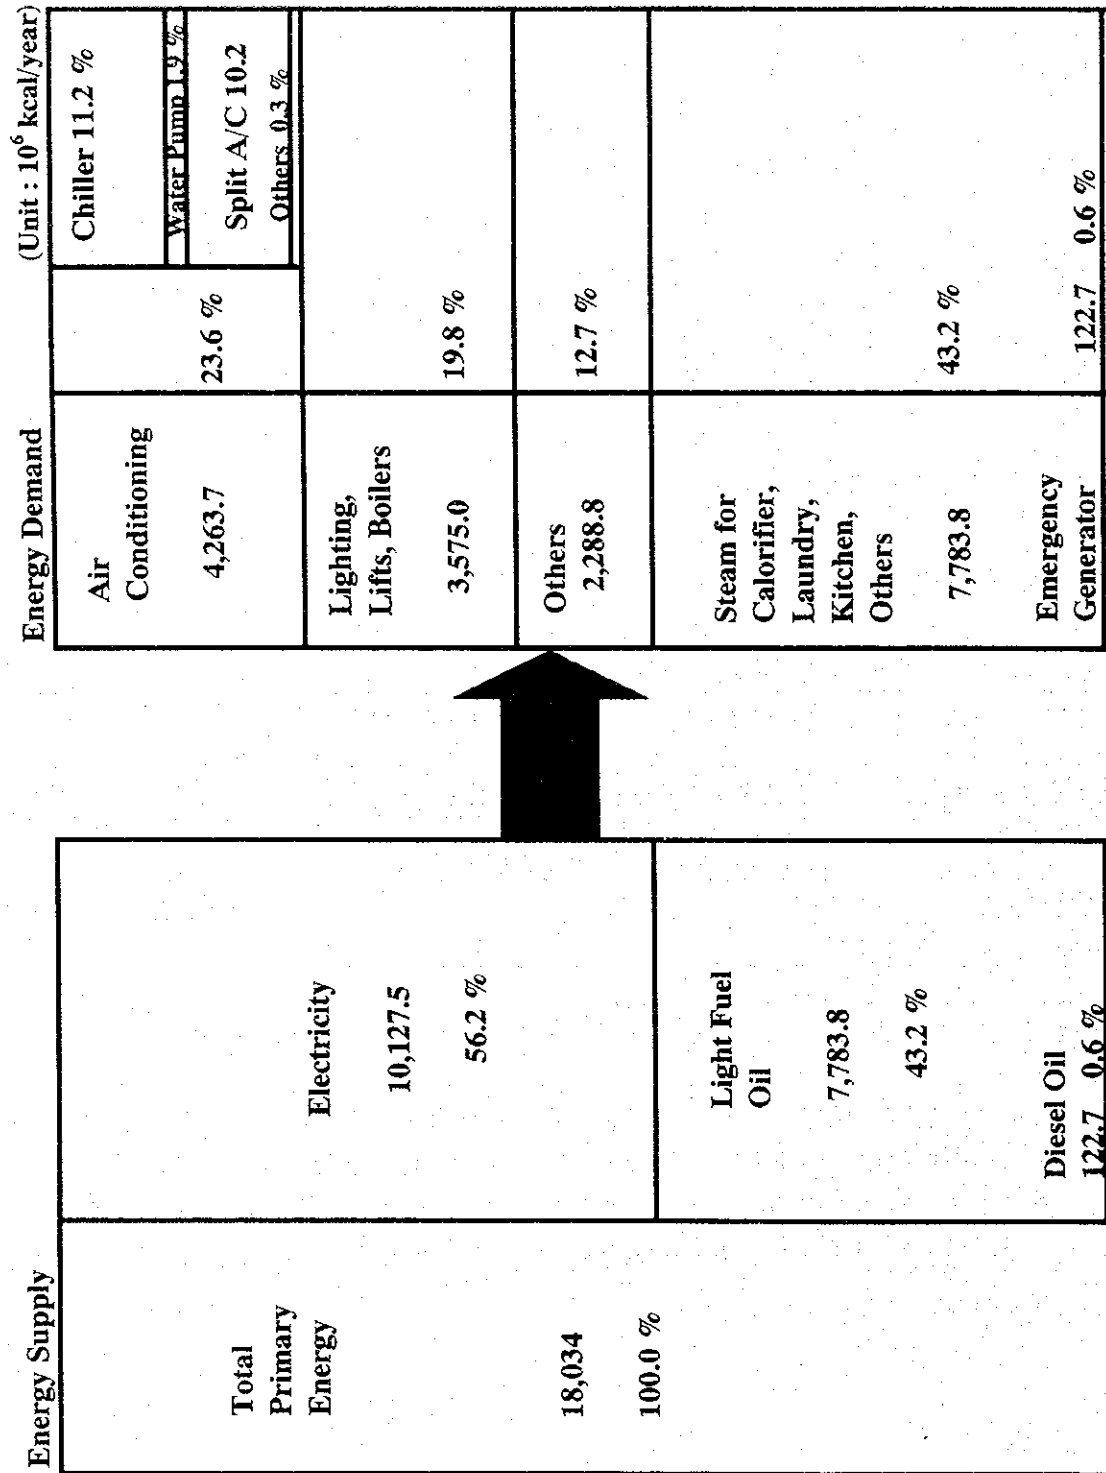 Energy Supply
Total
Primary
Energy
18,034
100.0 %
Electricity
10,127.5
56.2 %
Light Fuel
Oil
7,783.8
43.2 %
Diesel Oil
122.7 0.6 %
Energy Demand
(Unit : 10⁶ kcal/year)
Air
Conditioning
4,263.7
23.6 %
Chiller 11.2 %
Water Pump 1.9 %
Split A/C 10.2
Others 0.3 %
Lighting,
Lifts, Boilers
3,575.0
19.8 %
Others
2,288.8
12.7 %
Steam for
Calorifier,
Laundry,
Kitchen,
Others
7,783.8
43.2 %
Emergency
Generator
122.7 0.6 %